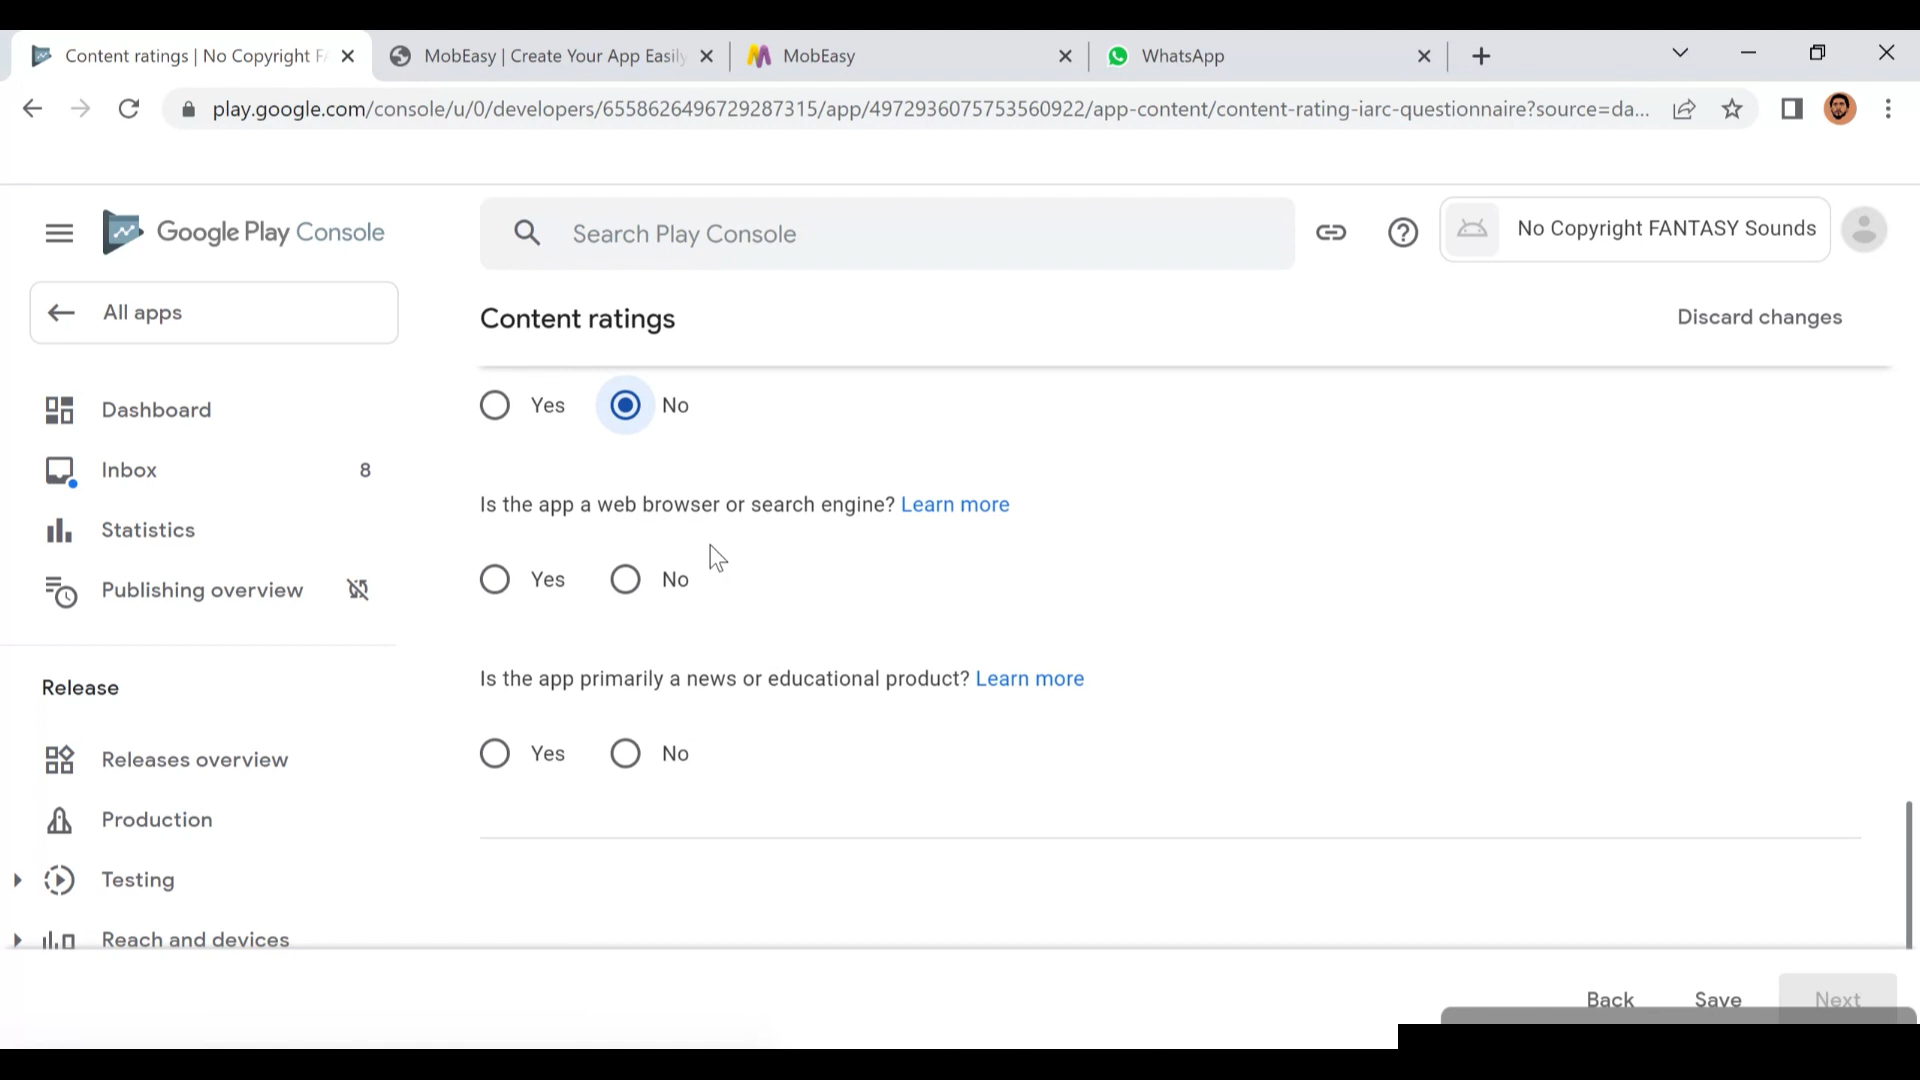 Content ratings | No Copyright F
MobEasy | Create Your App Easily
MobEasy
WhatsApp
play.google.com/console/u/0/developers/6558626496729287315/app/4972936075753560922/app-content/content-rating-iarc-questionnaire?source=da...
Google Play Console
Search Play Console
No Copyright FANTASY Sounds
All apps
Content ratings
Discard changes
Dashboard
Yes
No
Inbox
8
Is the app a web browser or search engine? Learn more
Statistics
Yes
No
Publishing overview
Is the app primarily a news or educational product? Learn more
Release
Yes
No
Releases overview
Production
Testing
Reach and devices
Back
Save
Next